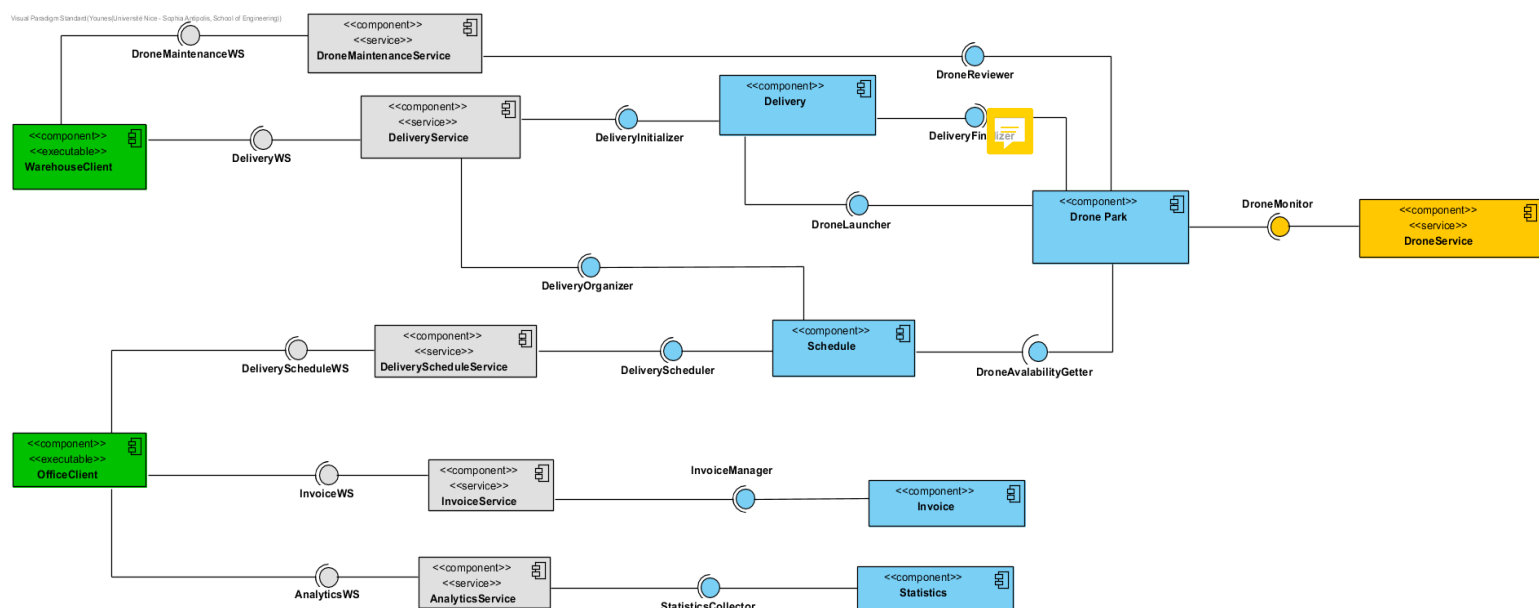 Visual Paradigm Standard(Younes(Université Nice - Sophia Antipolis, School of Engineering))
<<component>>
<<service>>
DroneMaintenanceService
DroneMaintenanceWS
DroneReviewer
<<component>>
Delivery
<<component>>
<<service>>
DeliveryService
<<component>>
<<executable>>
WarehouseClient
DeliveryWS
DeliveryInitializer
DroneLauncher
<<component>>
Drone Park
DroneMonitor
<<component>>
<<service>>
DroneService
DeliveryOrganizer
<<component>>
<<service>>
DeliveryScheduleService
DeliveryScheduleWS
DeliveryScheduler
<<component>>
Schedule
DroneAvalabilityGetter
<<component>>
<<executable>>
OfficeClient
InvoiceWS
<<component>>
<<service>>
InvoiceService
InvoiceManager
<<component>>
Invoice
AnalyticsWS
<<component>>
<<service>>
AnalyticsService
StatisticsCollector
<<component>>
Statistics